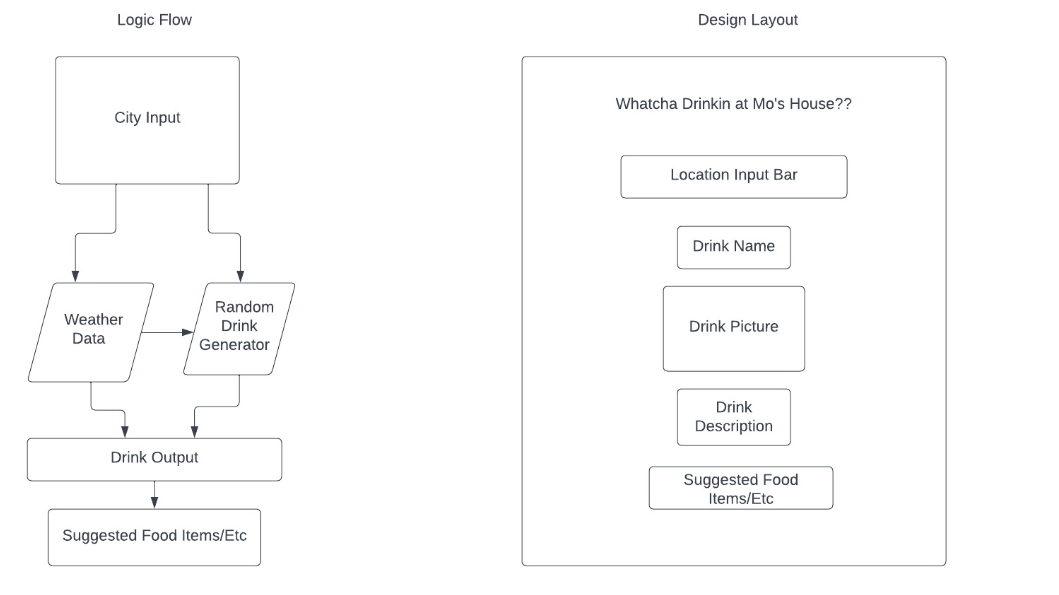 Logic Flow
City Input
Weather
Data
Random
Drink
Generator
Drink Output
Suggested Food Items/Etc
Design Layout
Whatcha Drinkin at Mo's House??
Location Input Bar
Drink Name
Drink Picture
Drink
Description
Suggested Food
Items/Etc